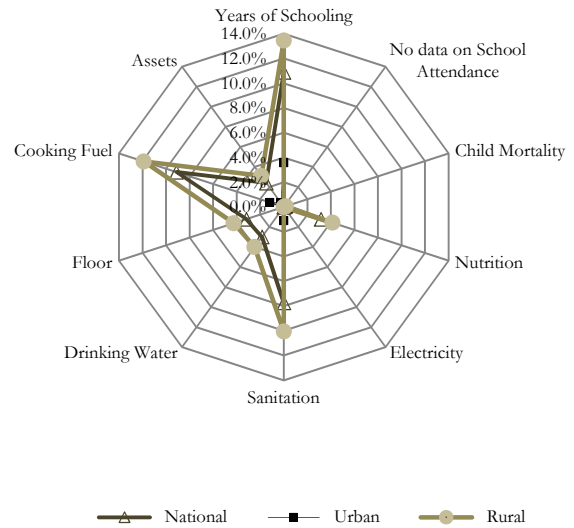 Years of Schooling
14.0%
12.0%
10.0%
8.0%
6.0%
4.0%
2.0%
0.0%
No data on School
Attendance
Child Mortality
Nutrition
Electricity
Sanitation
Drinking Water
Floor
Cooking Fuel
Assets
National
Urban
Rural